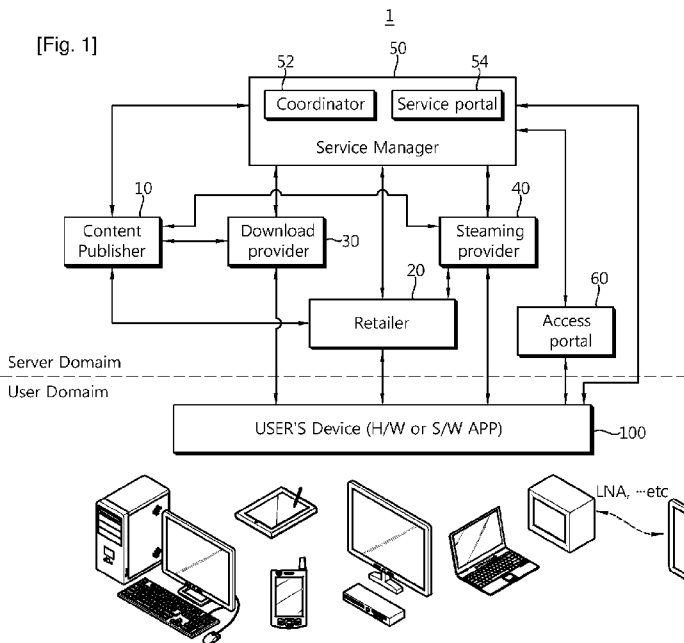 1
[Fig. 1]
50
52
54
Coordinator
Service portal
Service Manager
10
40
Content
Publisher
Download
provider
30
Steaming
provider
20
60
Retailer
Access
portal
Server Domaim
User Domaim
USER'S Device (H/W or S/W APP)
100
LNA, ···etc